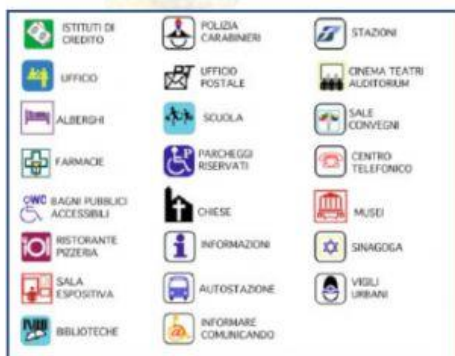 ISTITUTI DI
CREDITO
UFFICIO
ALBERGHI
FARMACIE
WC BAGNI PUBBLICI
ACCESSIBILI
RISTORANTE
PIZZERIA
SALA
ESPOSITIVA
BIBLIOTECHE
POLIZIA
CARABINIERI
UFFICIO
POSTALE
SCUOLA
P PARCHEGGI
RISERVATI
CHIESE
i INFORMAZIONI
AUTOSTAZIONE
@ INFORMARE
COMUNICANDO
STAZIONI
CINEMA TEATRI
AUDITORIUM
SALE
CONVEGNI
CENTRO
TELEFONICO
MUSEI
SINAGOGA
VIGILI
URBANI